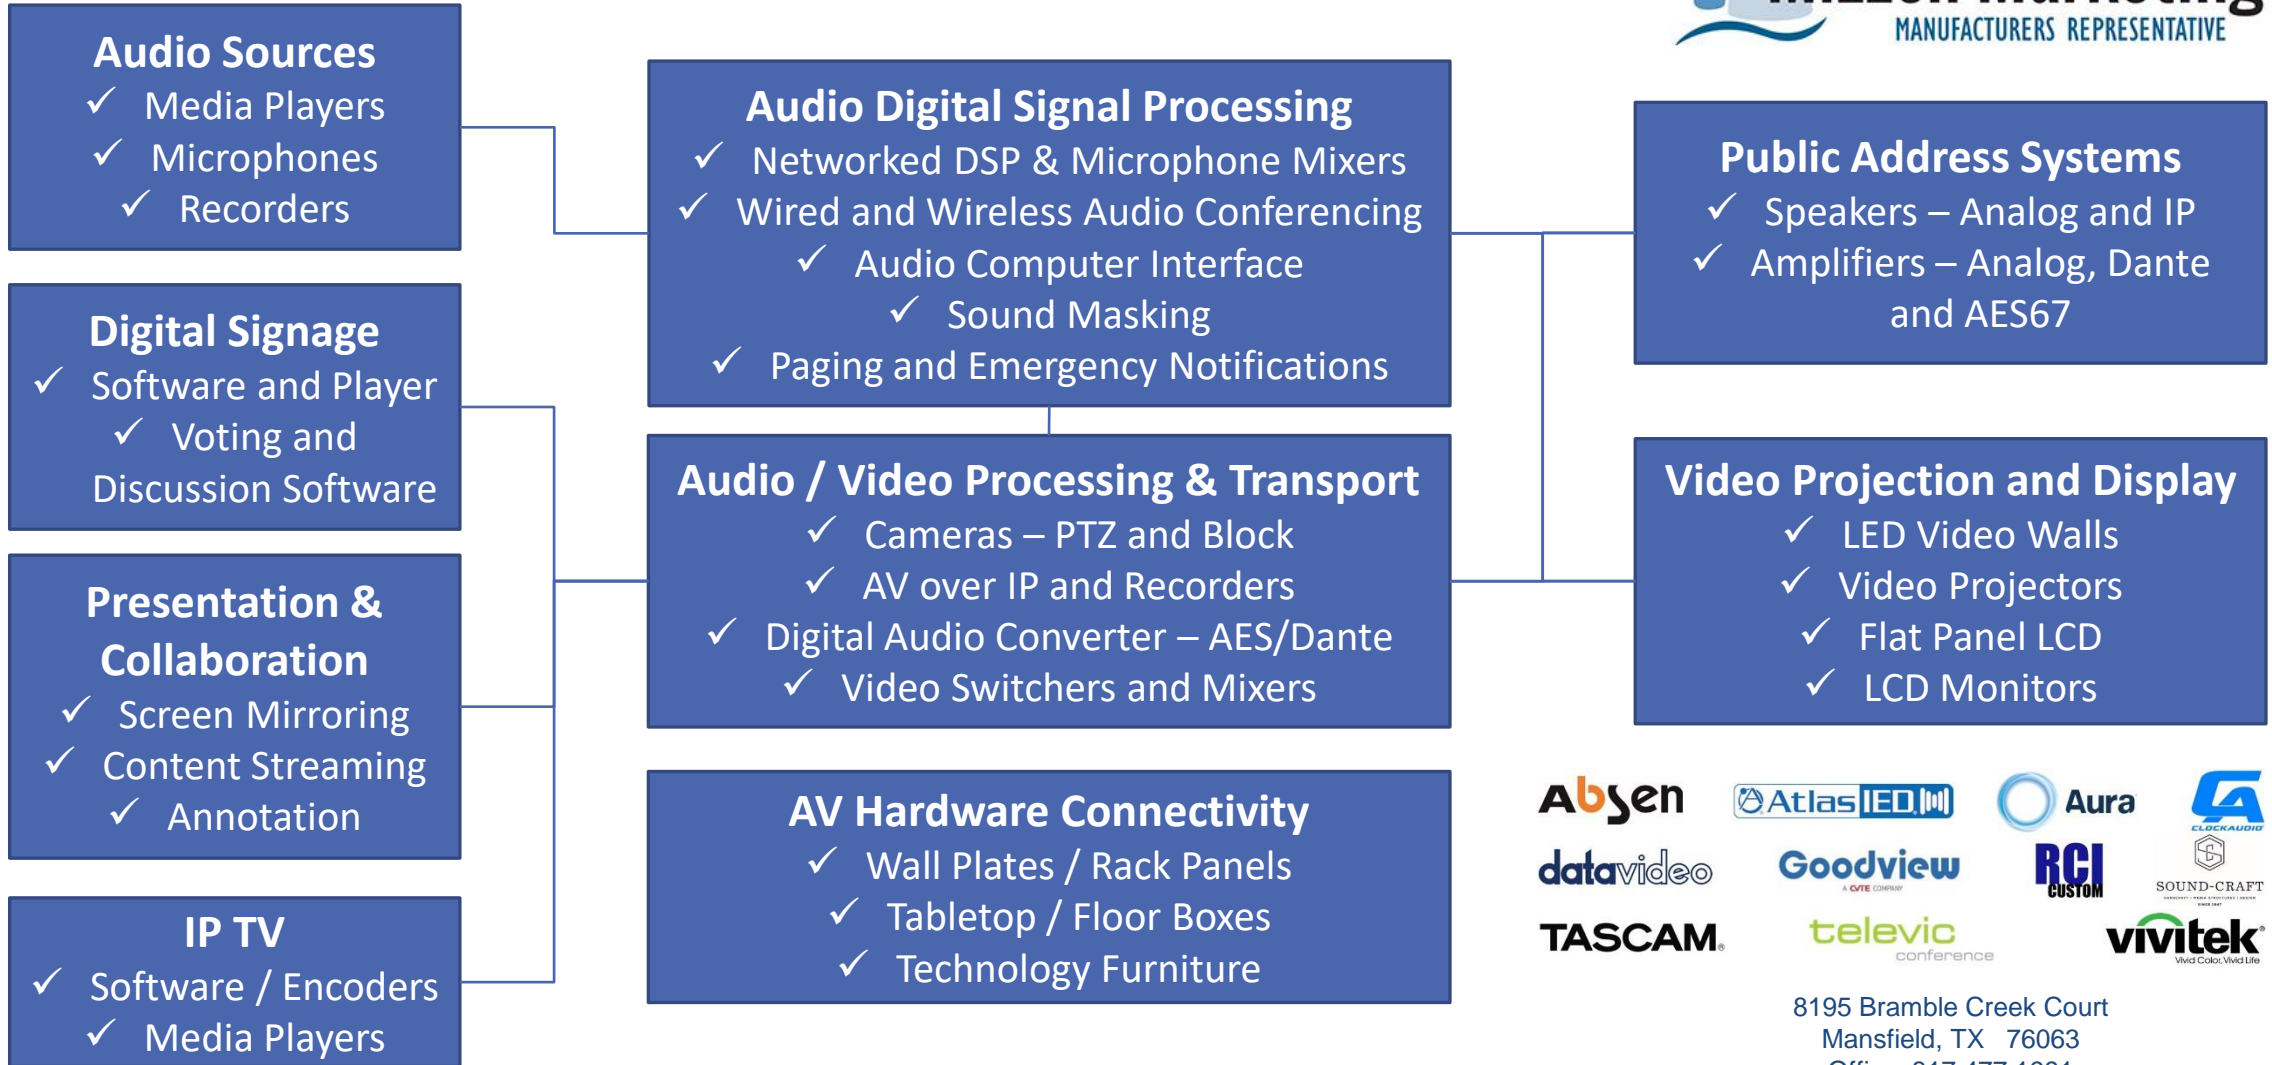 MANUFACTURERS REPRESENTATIVE
Audio Sources
✓ Media Players
✓ Microphones
✓ Recorders
Digital Signage
✓ Software and Player
✓ Voting and
Discussion Software
Presentation &
Collaboration
✓ Screen Mirroring
✓ Content Streaming
✓ Annotation
IP TV
✓ Software / Encoders
✓ Media Players
Audio Digital Signal Processing
✓ Networked DSP & Microphone Mixers
✓ Wired and Wireless Audio Conferencing
✓ Audio Computer Interface
✓ Sound Masking
✓ Paging and Emergency Notifications
Audio / Video Processing & Transport
✓ Cameras – PTZ and Block
✓ AV over IP and Recorders
✓ Digital Audio Converter – AES/Dante
✓ Video Switchers and Mixers
AV Hardware Connectivity
✓ Wall Plates / Rack Panels
✓ Tabletop / Floor Boxes
✓ Technology Furniture
Public Address Systems
✓ Speakers – Analog and IP
✓ Amplifiers – Analog, Dante
and AES67
Video Projection and Display
✓ LED Video Walls
✓ Video Projectors
✓ Flat Panel LCD
✓ LCD Monitors
Absen
AtlasIED
Aura
CLOCKAUDIO
datavideo
Goodview
A CVTE COMPANY
RCI
CUSTOM
SOUND-CRAFT
TASCAM®
televic
conference
vivitek®
Vivid Color, Vivid Life
8195 Bramble Creek Court
Mansfield, TX 76063